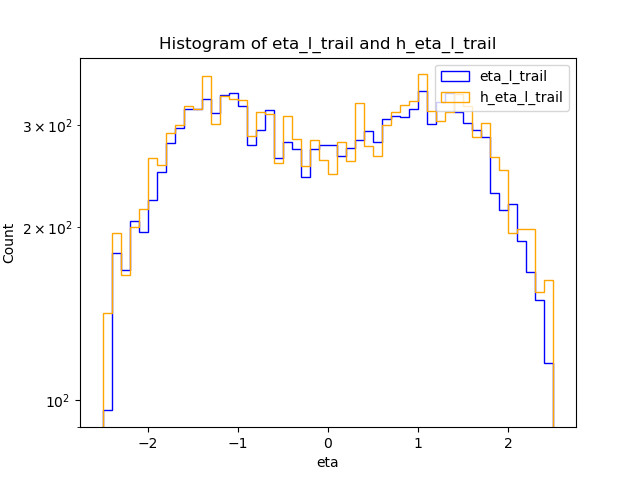 Histogram of eta_l_trail and h_eta_l_trail
eta_l_trail
h_eta_l_trail
Count
3 × 10²
2 × 10²
10²
−2
−1
0
1
2
eta